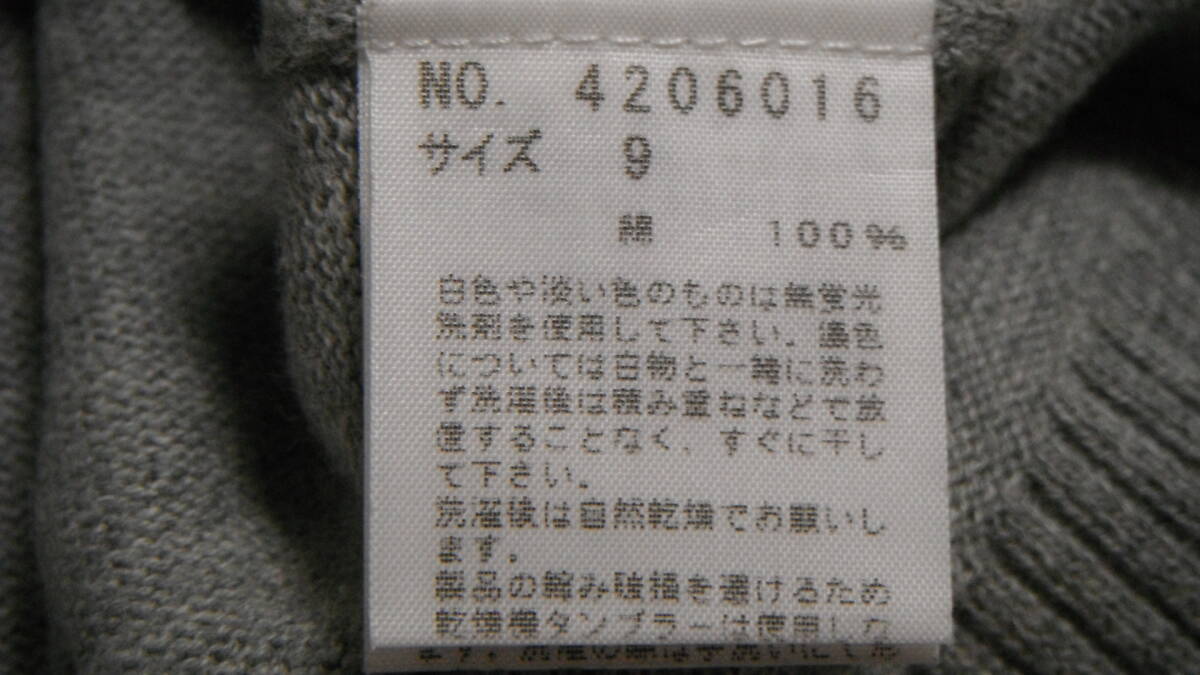 NO. 4206016
サイズ 9
綿 100%
白色や淡い色のものは無蛍光
洗剤を使用して下さい。濃色
については白物と一緒に洗わ
ず洗濯後は積み重ねなどで放
置することなく、すぐに干し
て下さい。
洗濯後は自然乾燥でお願いし
ます。
製品の縮み破損を避けるため
乾燥機タンブラーは使用しな